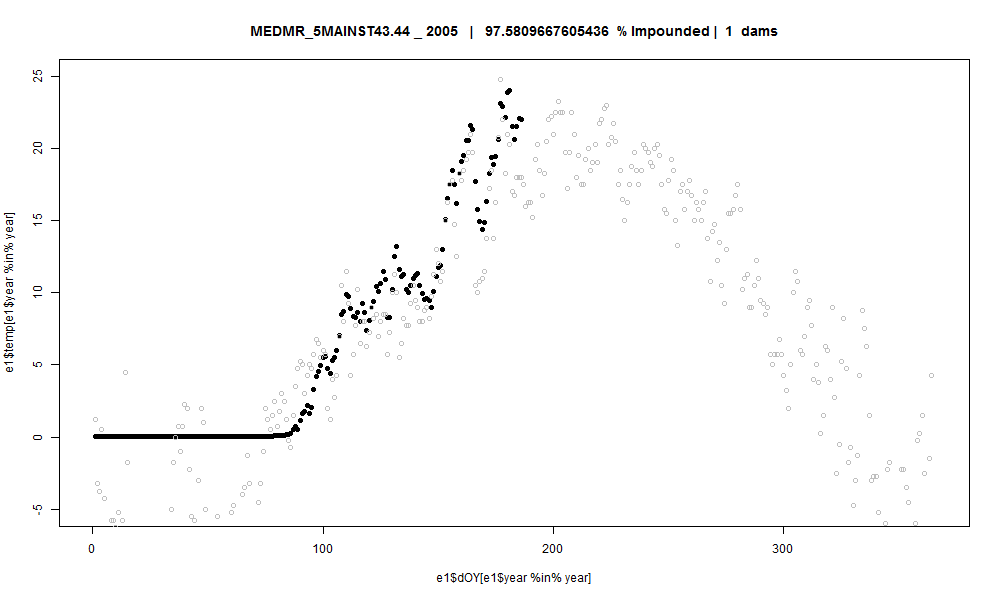 MEDMR_5MAINST43.44 _ 2005 | 97.5809667605436 % Impounded | 1 dams
e1$temp[e1$year %in% year]
25
20
15
10
5
0
-5
0 100 200 300
e1$dOY[e1$year %in% year]